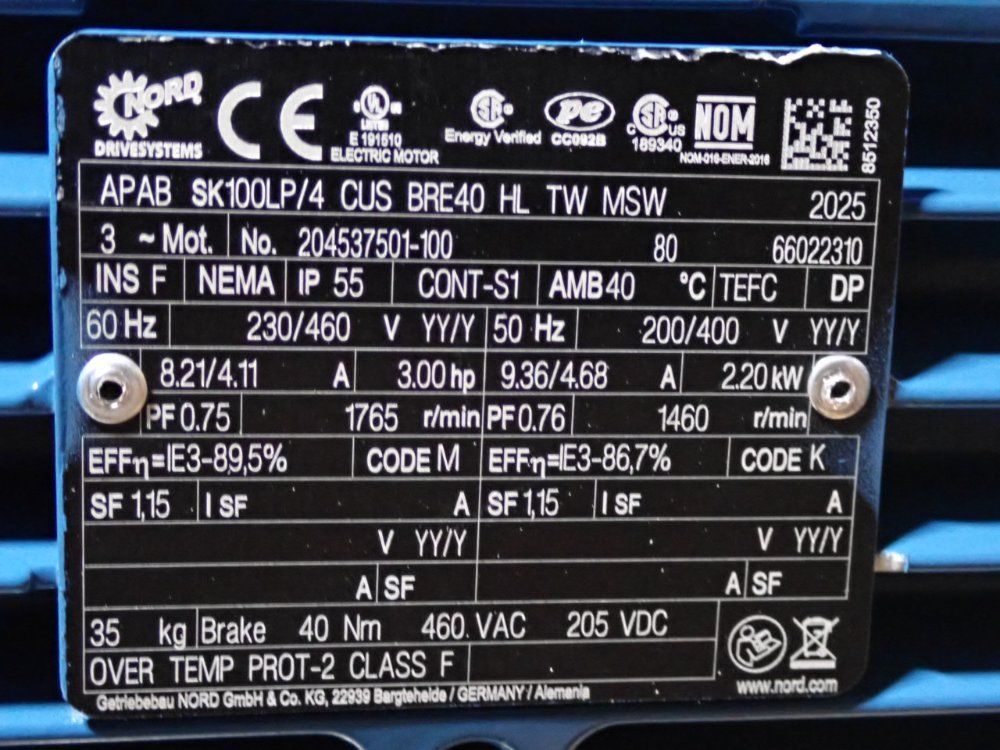 NORD DRIVESYSTEMS
CE
UL LISTED E 191510 ELECTRIC MOTOR
Energy Verified
pe CC092B
C US 189340
NOM NOM-016-ENER-2016
8512350
APAB SK100LP/4 CUS BRE40 HL TW MSW 2025
3 ~ Mot. No. 204537501-100 80 66022310
INS F NEMA IP 55 CONT-S1 AMB 40 °C TEFC DP
60 Hz 230/460 V YY/Y 50 Hz 200/400 V YY/Y
8.21/4.11 A 3.00 hp 9.36/4.68 A 2.20 kW
PF 0.75 1765 r/min PF 0.76 1460 r/min
EFFη=IE3-89,5% CODE M EFFη=IE3-86,7% CODE K
SF 1,15 I SF A SF 1,15 I SF A
V YY/Y V YY/Y
A SF A SF
35 kg Brake 40 Nm 460 VAC 205 VDC
OVER TEMP PROT-2 CLASS F
Getriebebau NORD GmbH & Co. KG, 22939 Bargteheide / GERMANY / Alemania
www.nord.com